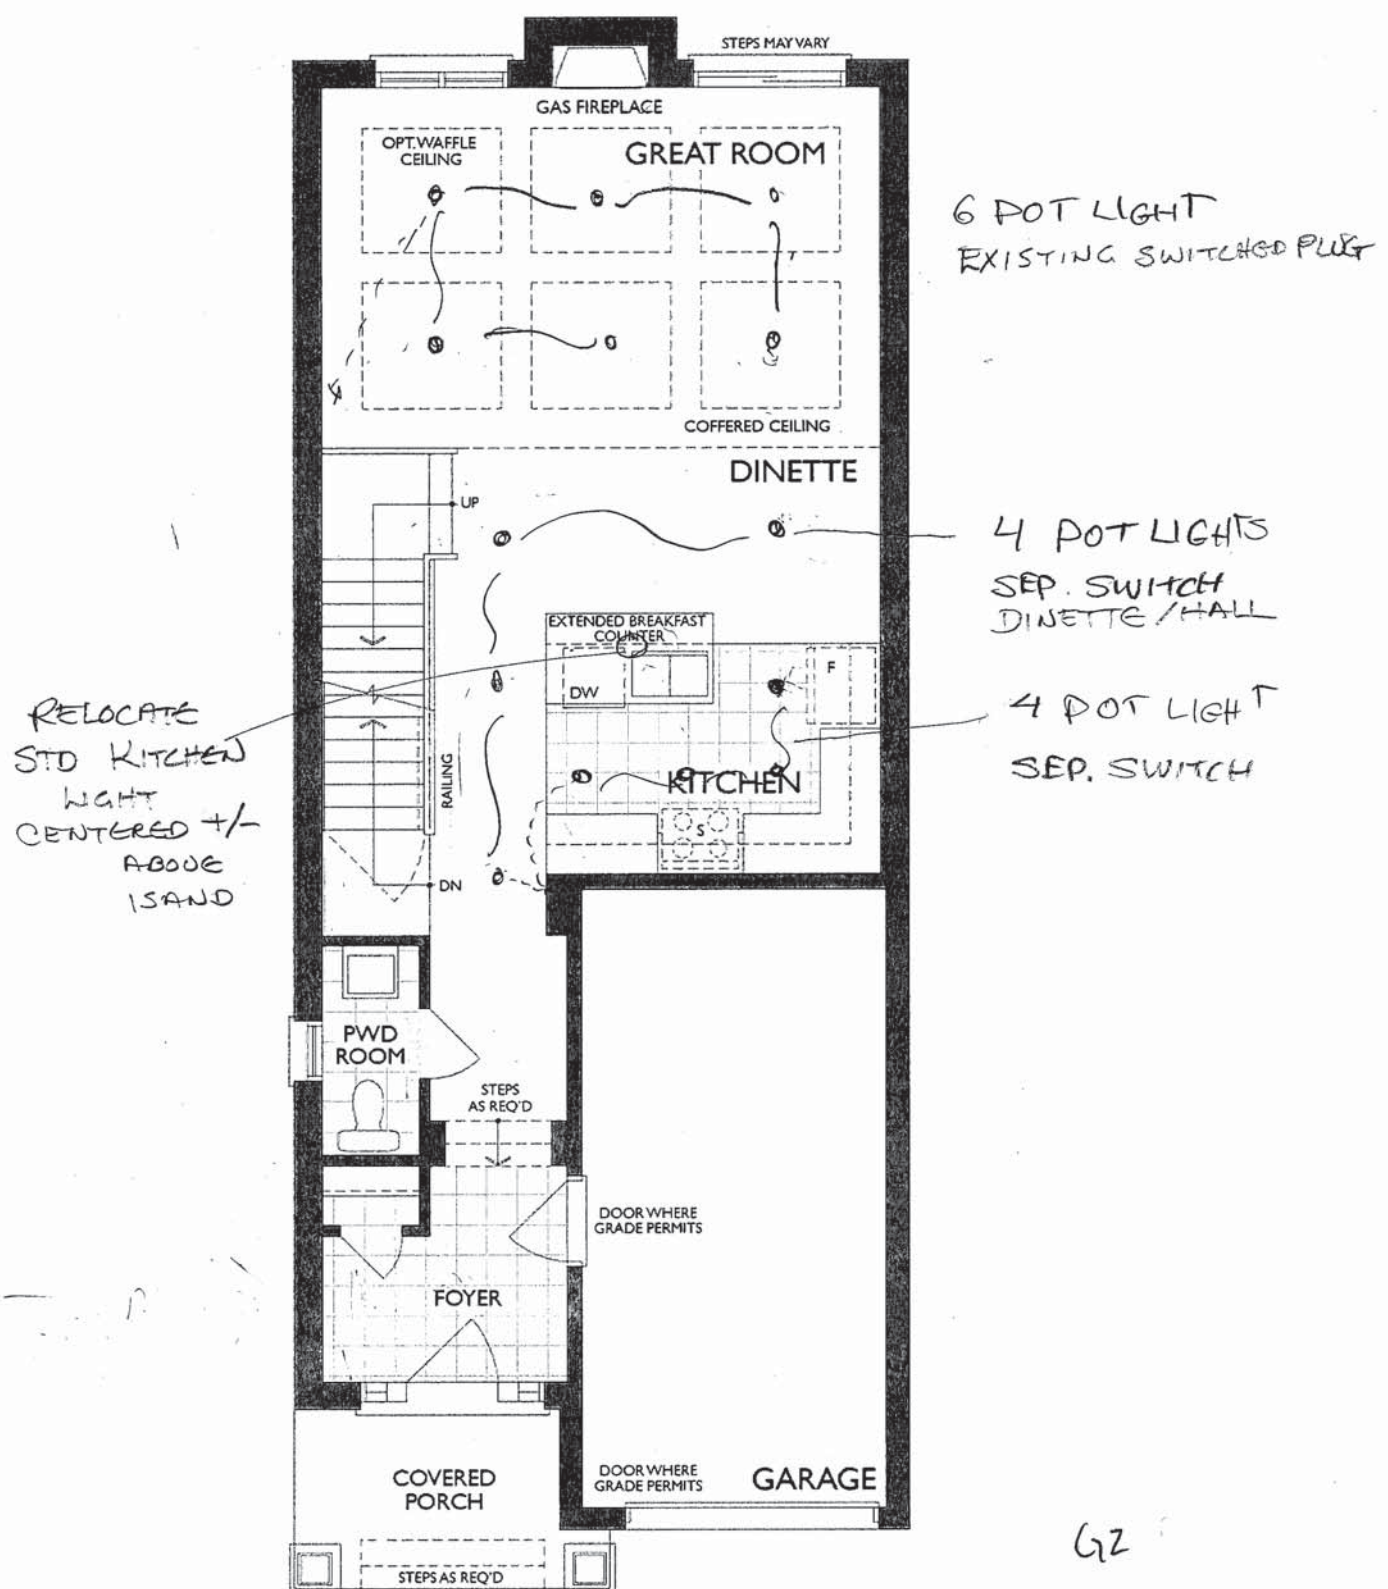 STEPS MAY VARY
GAS FIREPLACE
OPT. WAFFLE
CEILING
GREAT ROOM
6 POT LIGHT
EXISTING SWITCHED PLUG
COFFERED CEILING
DINETTE
UP
4 POT LIGHTS
SEP. SWITCH
DINETTE / HALL
EXTENDED BREAKFAST
COUNTER
F
DW
4 POT LIGHT
SEP. SWITCH
RELOCATE
STD KITCHEN
LIGHT
CENTERED +/-
ABOVE
ISAND
RAILING
KITCHEN
S
DN
PWD
ROOM
STEPS
AS REQ'D
DOOR WHERE
GRADE PERMITS
FOYER
COVERED
PORCH
DOOR WHERE
GRADE PERMITS
GARAGE
STEPS AS REQ'D